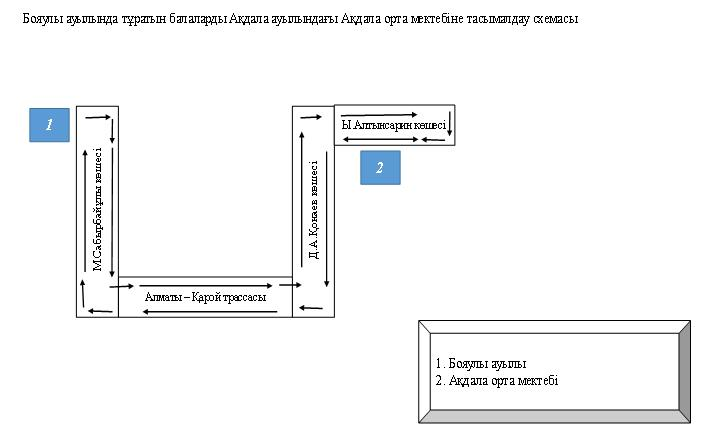 Бояулы ауылында тұратын балаларды Ақдала ауылындағы Ақдала орта мектебіне тасымалдау схемасы
1
Ы Алтынсарин көшесі
2
М.Сабырбайұлы көшесі
Д.А.Қонаев көшесі
Алматы – Қарой трассасы
1. Бояулы ауылы
2. Ақдала орта мектебі